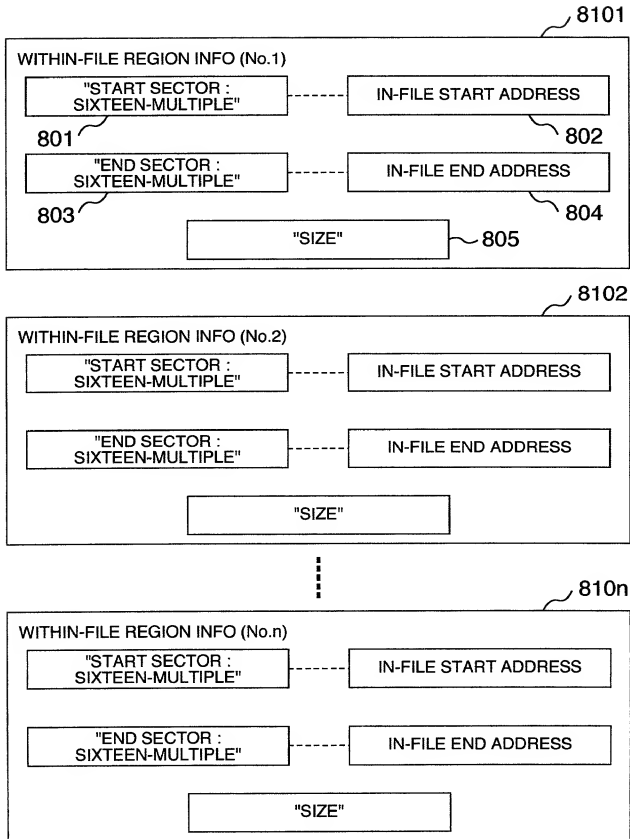 8101
WITHIN-FILE REGION INFO (No.1)
"START SECTOR :
SIXTEEN-MULTIPLE"
IN-FILE START ADDRESS
801
802
"END SECTOR :
SIXTEEN-MULTIPLE"
IN-FILE END ADDRESS
803
804
"SIZE"
805
8102
WITHIN-FILE REGION INFO (No.2)
"START SECTOR :
SIXTEEN-MULTIPLE"
IN-FILE START ADDRESS
"END SECTOR :
SIXTEEN-MULTIPLE"
IN-FILE END ADDRESS
"SIZE"
810n
WITHIN-FILE REGION INFO (No.n)
"START SECTOR :
SIXTEEN-MULTIPLE"
IN-FILE START ADDRESS
"END SECTOR :
SIXTEEN-MULTIPLE"
IN-FILE END ADDRESS
"SIZE"